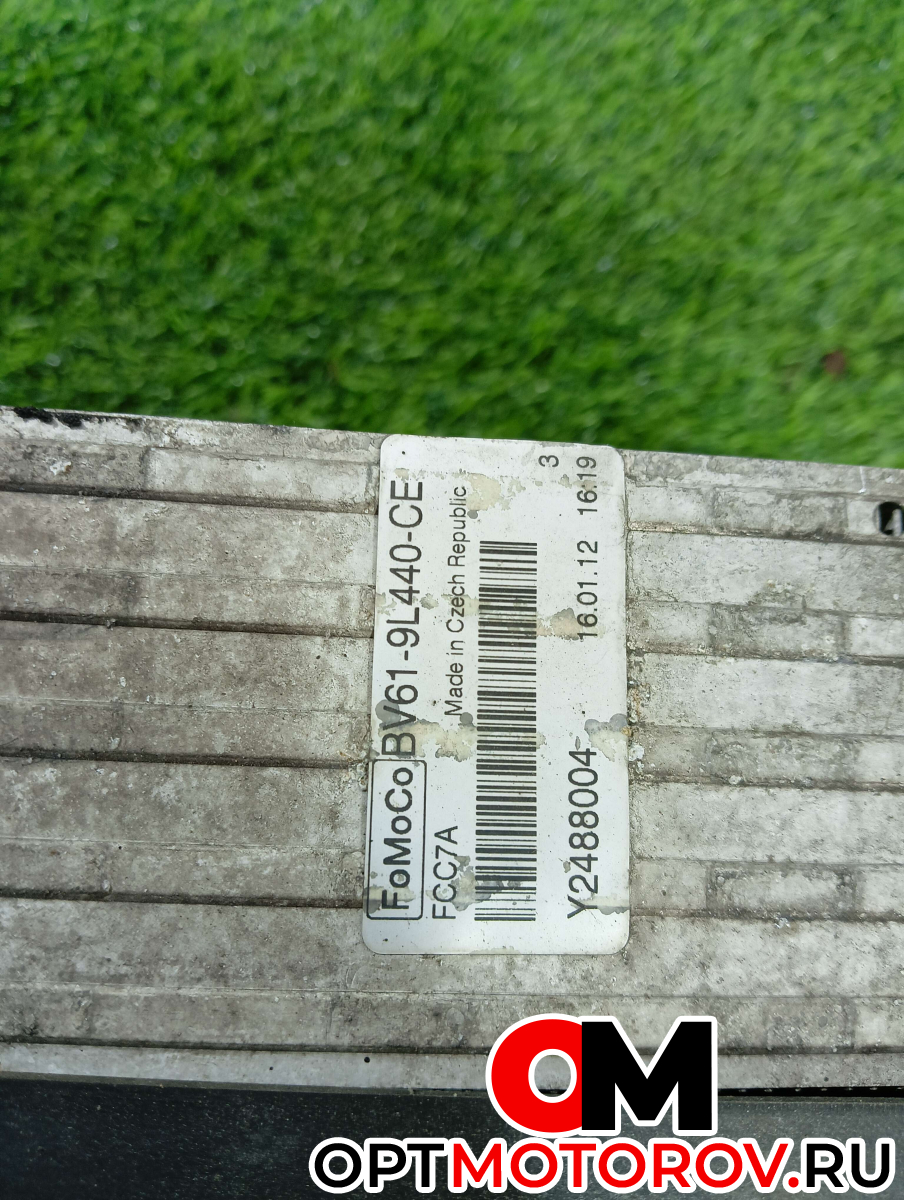 FoMoCo BV61-9L440-CE
FCC7A Made in Czech Republic
3
Y2488004 16.01.12 16:19
OM
OPTMOTOROV.RU